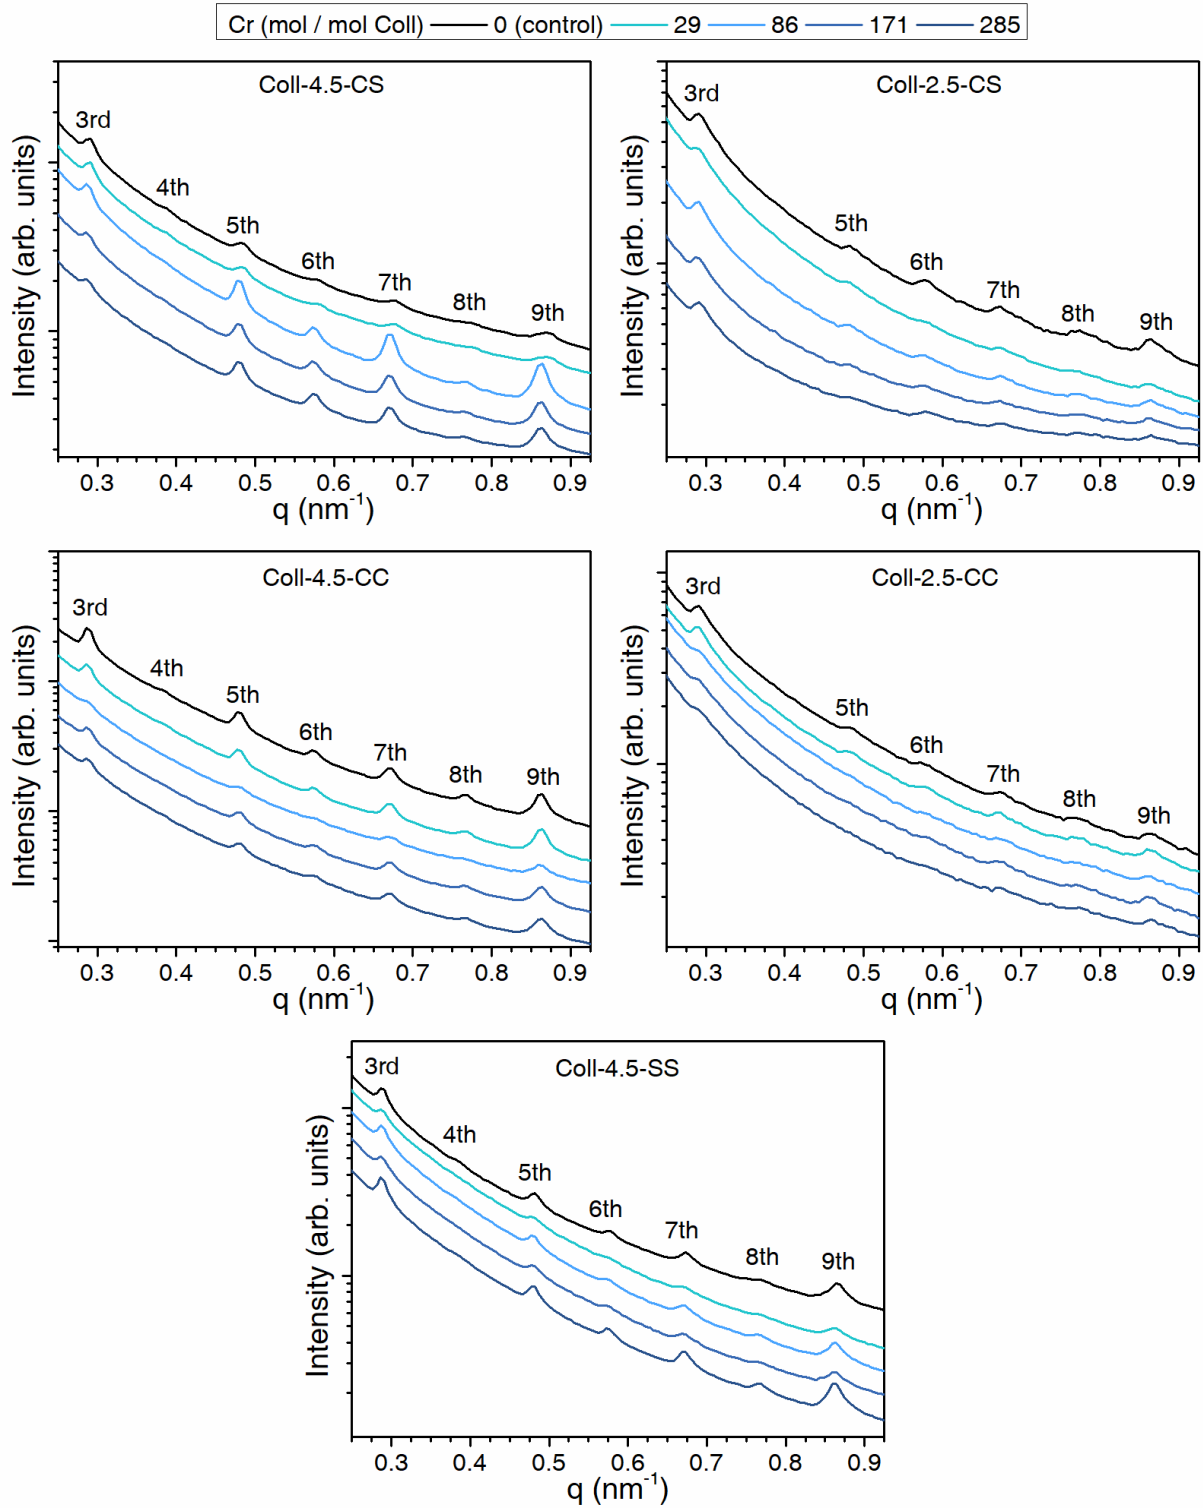 Cr (mol / mol Coll) 0 (control) 29 86 171 285
Coll-4.5-CS
3rd
4th
5th
6th
7th
8th
9th
Intensity (arb. units)
0.3 0.4 0.5 0.6 0.7 0.8 0.9
q (nm⁻¹)
Coll-2.5-CS
3rd
5th
6th
7th
8th
9th
Intensity (arb. units)
0.3 0.4 0.5 0.6 0.7 0.8 0.9
q (nm⁻¹)
Coll-4.5-CC
3rd
4th
5th
6th
7th
8th
9th
Intensity (arb. units)
0.3 0.4 0.5 0.6 0.7 0.8 0.9
q (nm⁻¹)
Coll-2.5-CC
3rd
5th
6th
7th
8th
9th
Intensity (arb. units)
0.3 0.4 0.5 0.6 0.7 0.8 0.9
q (nm⁻¹)
Coll-4.5-SS
3rd
4th
5th
6th
7th
8th
9th
Intensity (arb. units)
0.3 0.4 0.5 0.6 0.7 0.8 0.9
q (nm⁻¹)